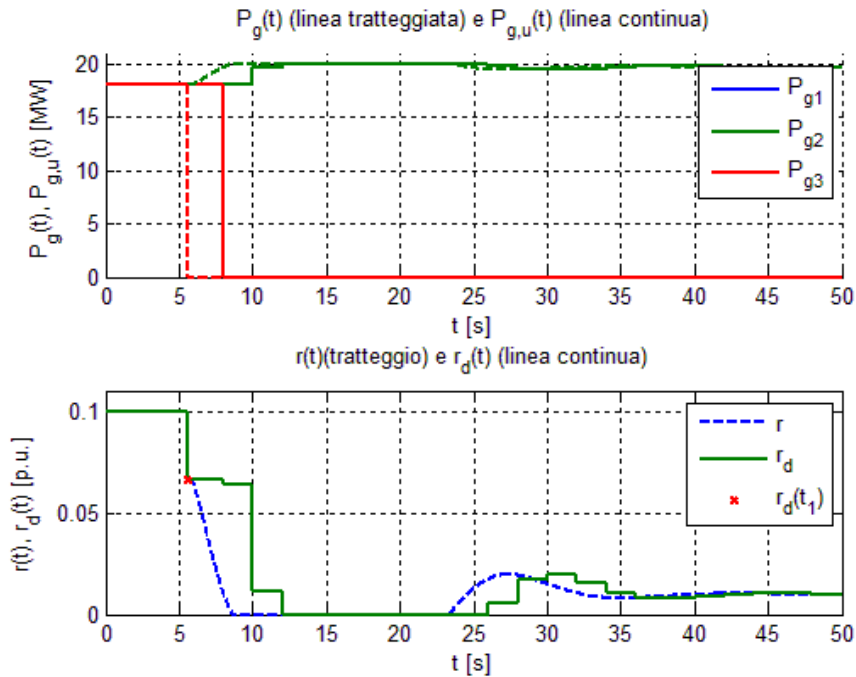 P_g(t) (linea tratteggiata) e P_g,u(t) (linea continua)
P_g(t), P_g,u(t) [MW]
20
15
10
5
0
P_g1
P_g2
P_g3
0 5 10 15 20 25 30 35 40 45 50
t [s]
r(t)(tratteggio) e r_d(t) (linea continua)
r(t), r_d(t) [p.u.]
0.1
0.05
0
r
r_d
r_d(t_1)
0 5 10 15 20 25 30 35 40 45 50
t [s]